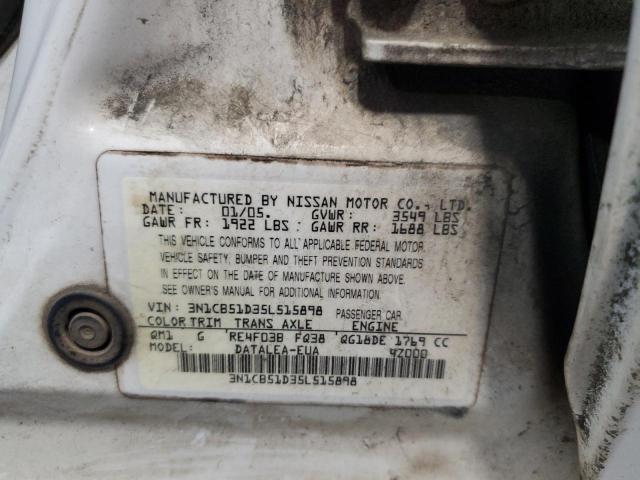 MANUFACTURED BY NISSAN MOTOR CO., LTD.
DATE: 01/05. GVWR: 3549 LBS
GAWR FR: 1922 LBS GAWR RR: 1688 LBS
THIS VEHICLE CONFORMS TO ALL APPLICABLE FEDERAL MOTOR
VEHICLE SAFETY, BUMPER AND THEFT PREVENTION STANDARDS
IN EFFECT ON THE DATE OF MANUFACTURE SHOWN ABOVE.
SEE OWNER'S MANUAL FOR ADDITIONAL INFORMATION.
VIN: 3N1CB51D35L515898 PASSENGER CAR
COLOR TRIM TRANS AXLE ENGINE
QM1 G RE4F03B FQ38 QG18DE 1769 CC
MODEL: DATALEA-EUA 47000
3N1CB51D35L515898